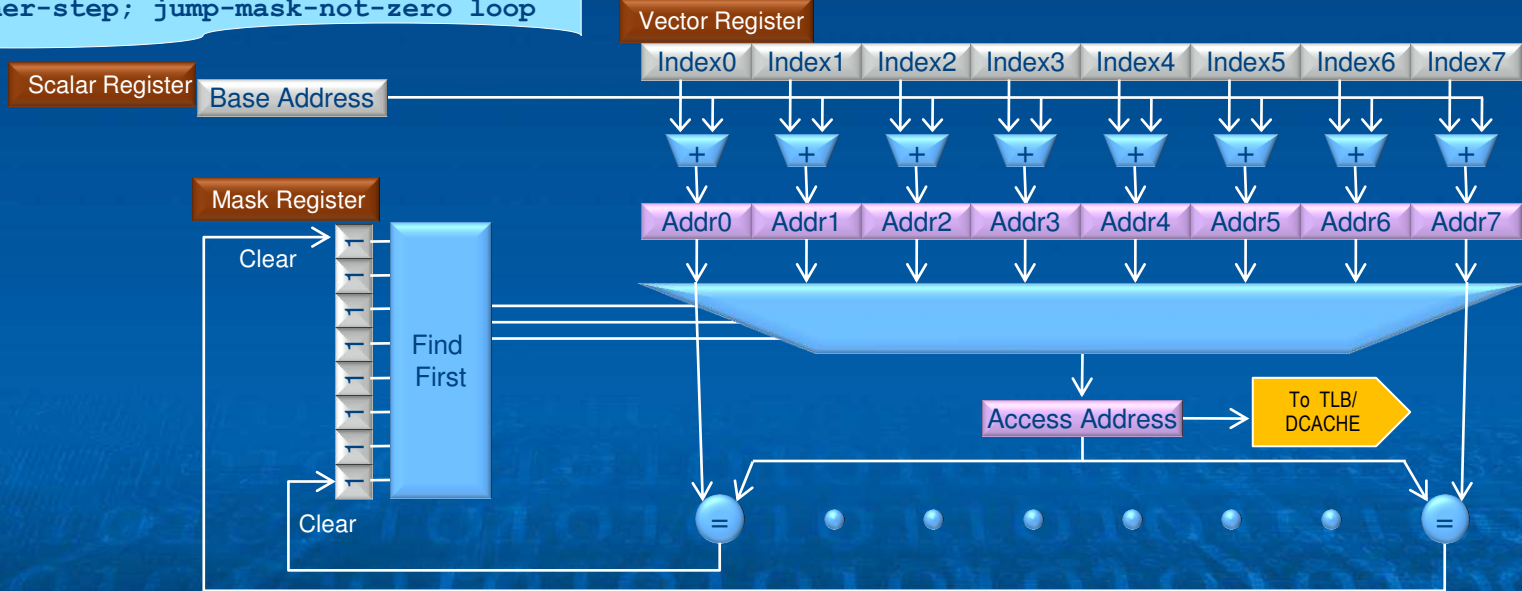 her-step; jump-mask-not-zero loop
Vector Register
Index0 Index1 Index2 Index3 Index4 Index5 Index6 Index7
Scalar Register
Base Address
+ + + + + + + +
Mask Register
Addr0 Addr1 Addr2 Addr3 Addr4 Addr5 Addr6 Addr7
Clear
1
1
1
1
1
1
1
1
Find
First
Access Address
To TLB/
DCACHE
= =
Clear